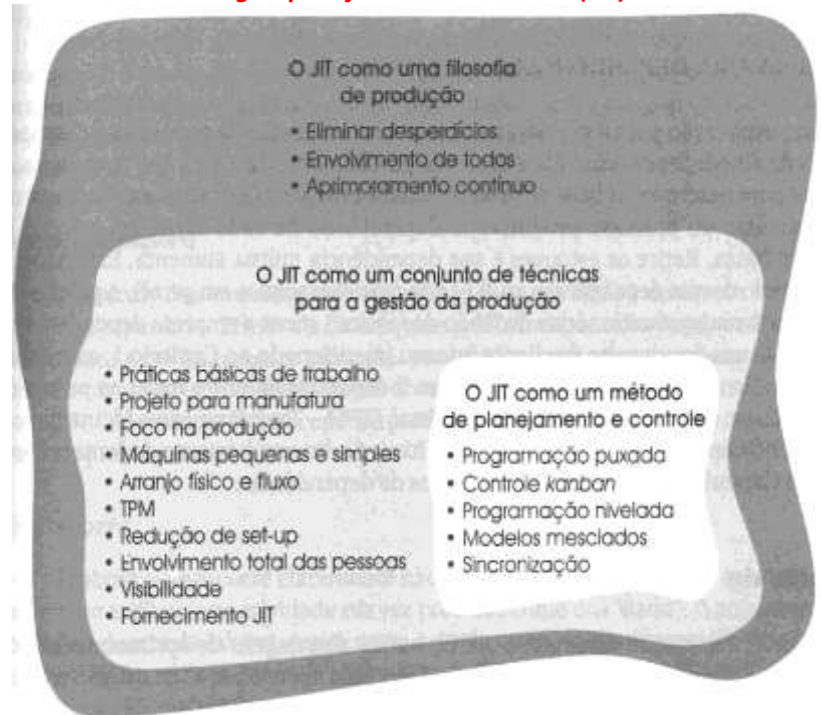 O JIT como uma filosofia
de produção
• Eliminar desperdícios
• Envolvimento de todos
• Aprimoramento contínuo
O JIT como um conjunto de técnicas
para a gestão da produção
• Práticas básicas de trabalho
• Projeto para manufatura
• Foco na produção
• Máquinas pequenas e simples
• Arranjo físico e fluxo
• TPM
• Redução de set-up
• Envolvimento total das pessoas
• Visibilidade
• Fornecimento JIT
O JIT como um método
de planejamento e controle
• Programação puxada
• Controle kanban
• Programação nivelada
• Modelos mesclados
• Sincronização